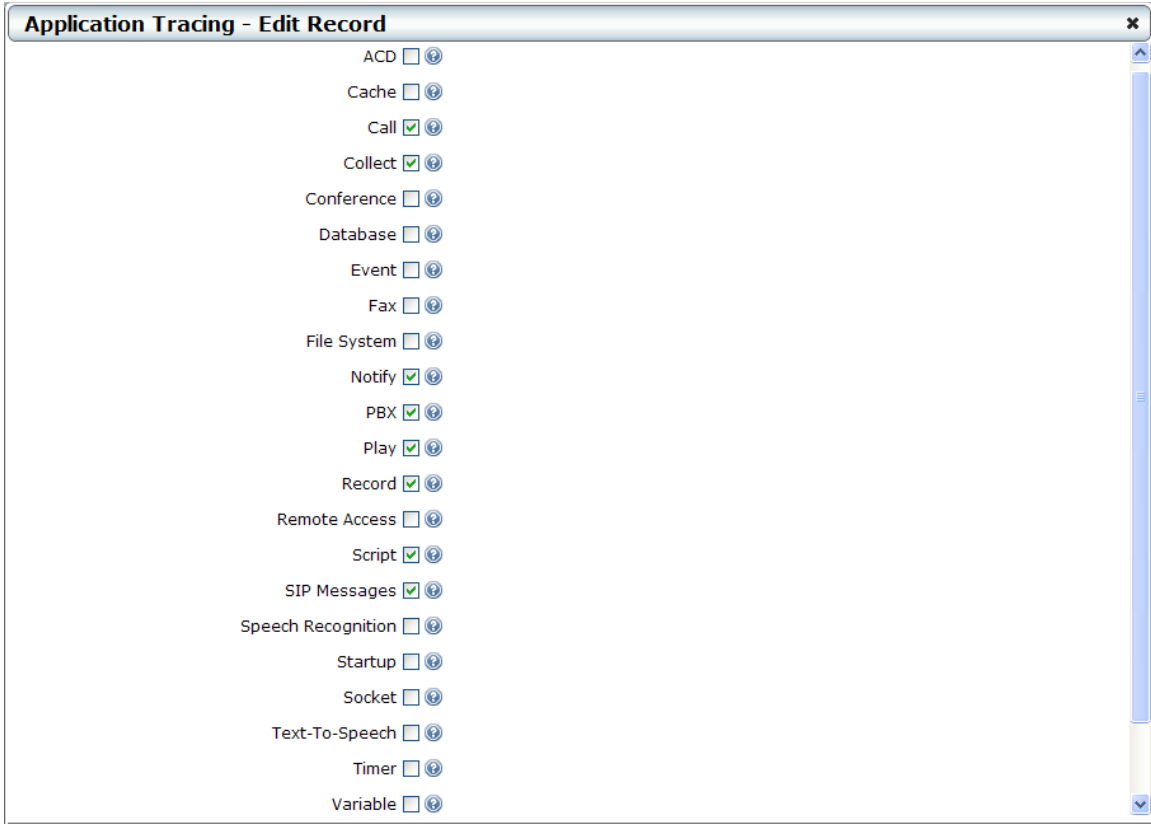 Application Tracing - Edit Record
ACD
Cache
Call
Collect
Conference
Database
Event
Fax
File System
Notify
PBX
Play
Record
Remote Access
Script
SIP Messages
Speech Recognition
Startup
Socket
Text-To-Speech
Timer
Variable